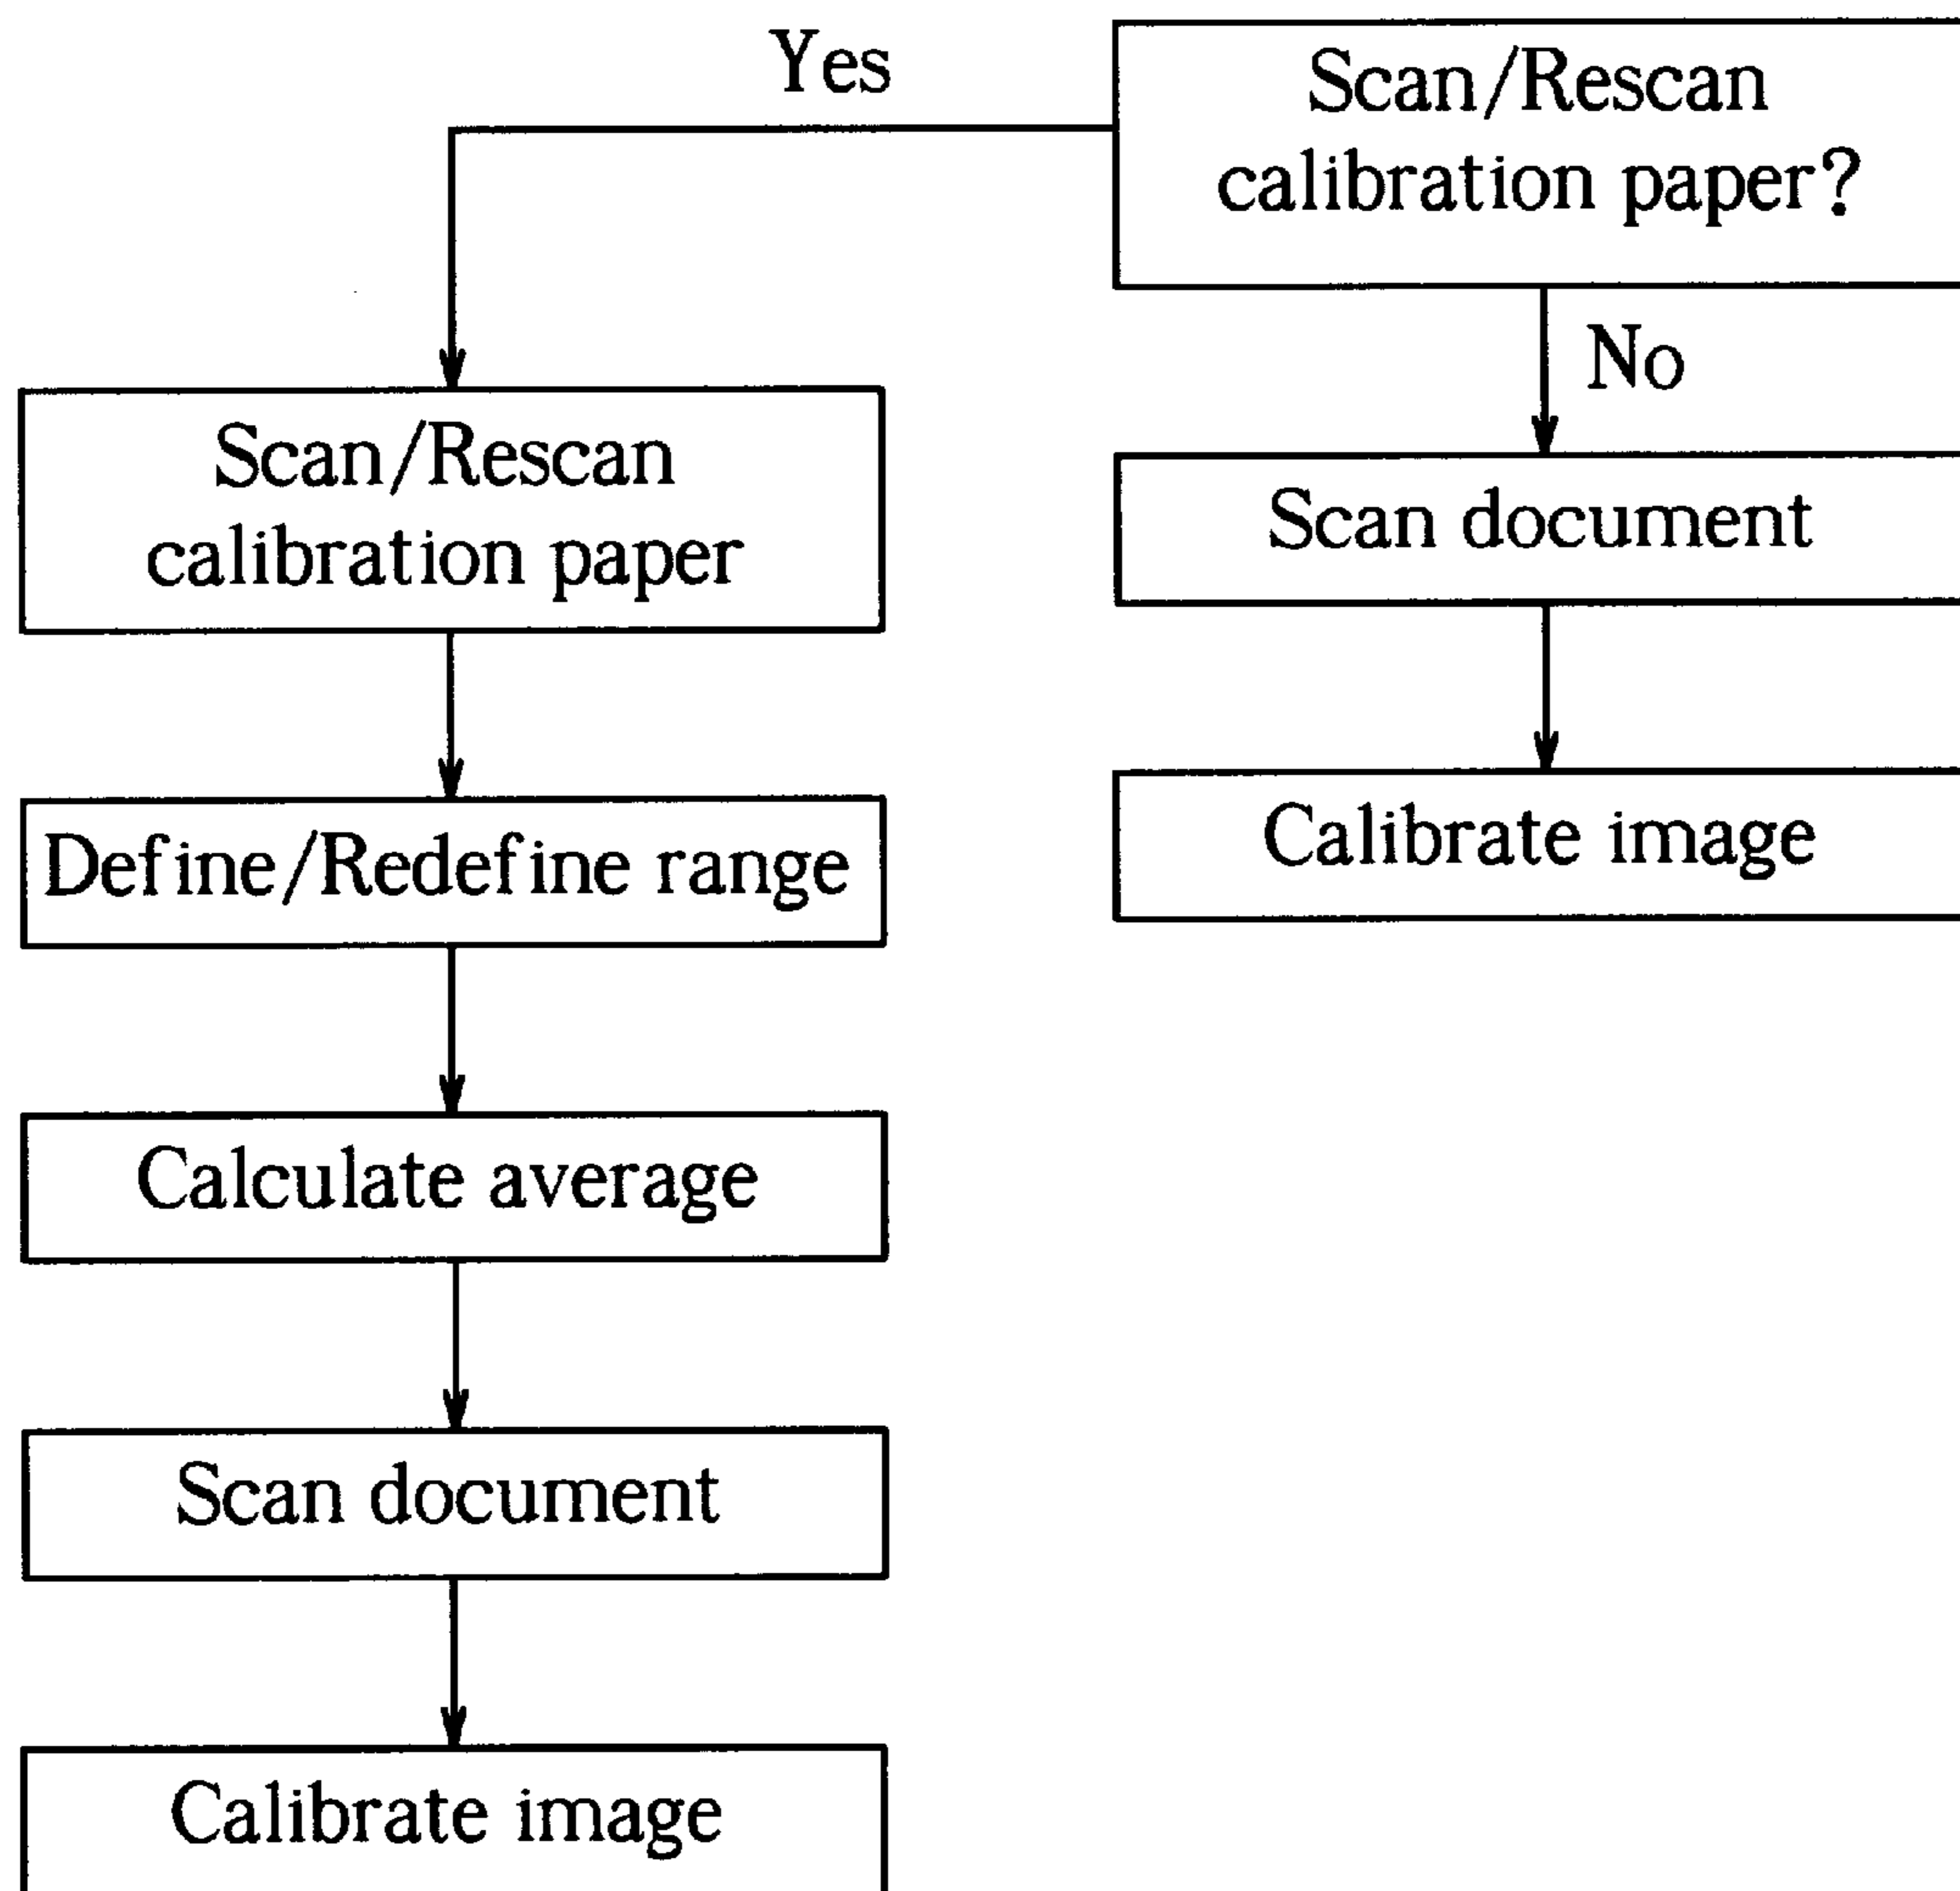 Yes
Scan/Rescan
calibration paper?
No
Scan/Rescan
calibration paper
Scan document
Define/Redefine range
Calibrate image
Calculate average
Scan document
Calibrate image